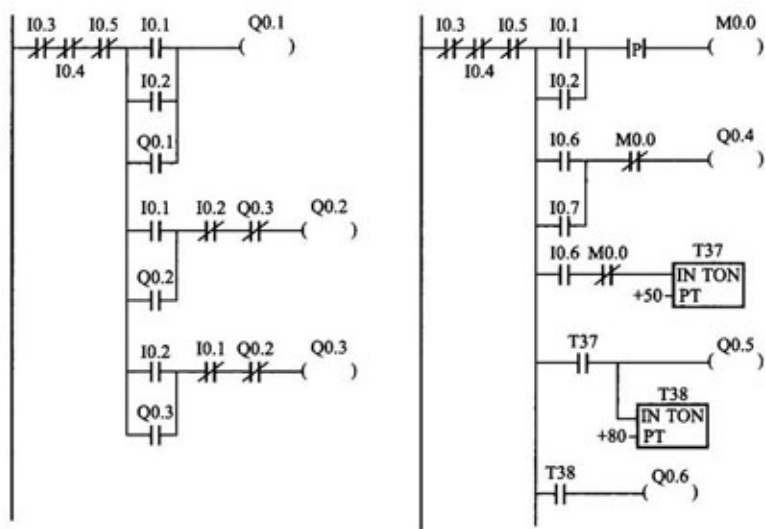 I0.3 I0.5 I0.1 Q0.1
I0.4
I0.2
Q0.1
I0.1 I0.2 Q0.3 Q0.2
Q0.2
I0.2 I0.1 Q0.2 Q0.3
Q0.3
I0.3 I0.5 I0.1 M0.0
P
I0.4
I0.2
I0.6 M0.0 Q0.4
I0.7
I0.6 M0.0 T37
IN TON
+50 PT
T37 Q0.5
T38
IN TON
+80 PT
T38 Q0.6